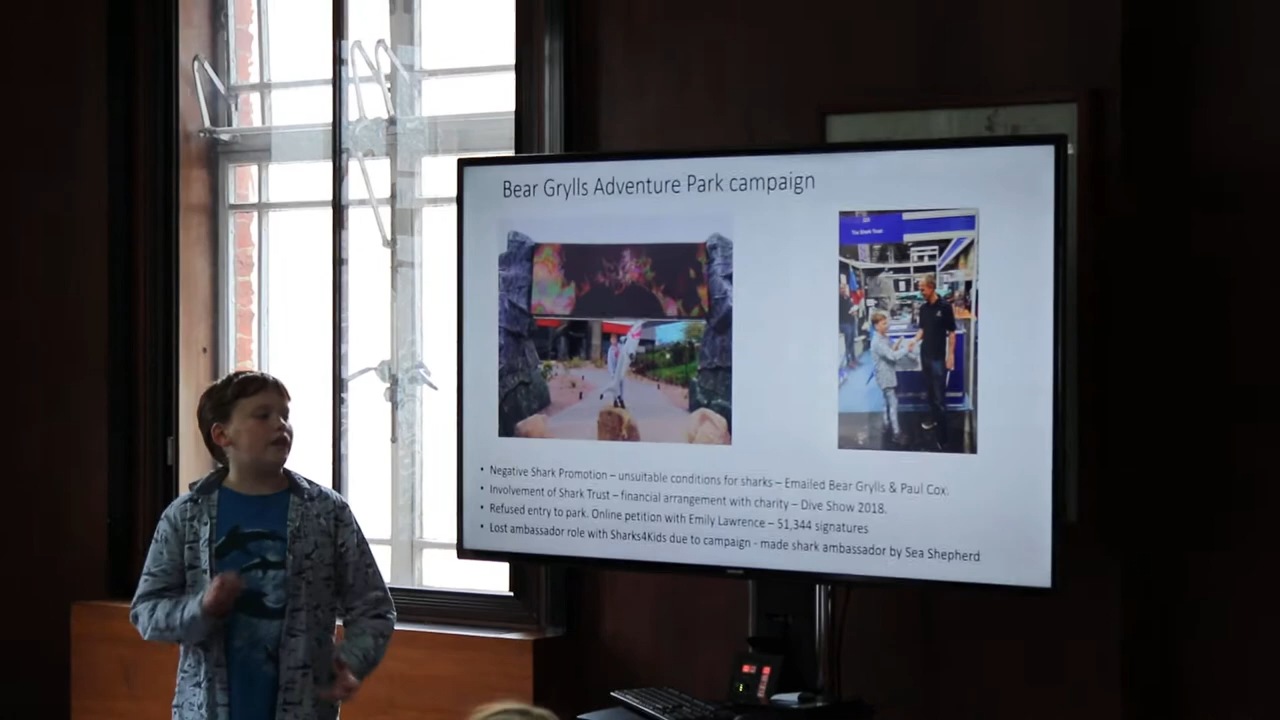 Bear Grylls Adventure Park campaign
The Shark Trust
• Negative Shark Promotion – unsuitable conditions for sharks – Emailed Bear Grylls & Paul Cox.
• Involvement of Shark Trust – financial arrangement with charity – Dive Show 2018.
• Refused entry to park. Online petition with Emily Lawrence – 51,344 signatures
• Lost ambassador role with Sharks4Kids due to campaign - made shark ambassador by Sea Shepherd